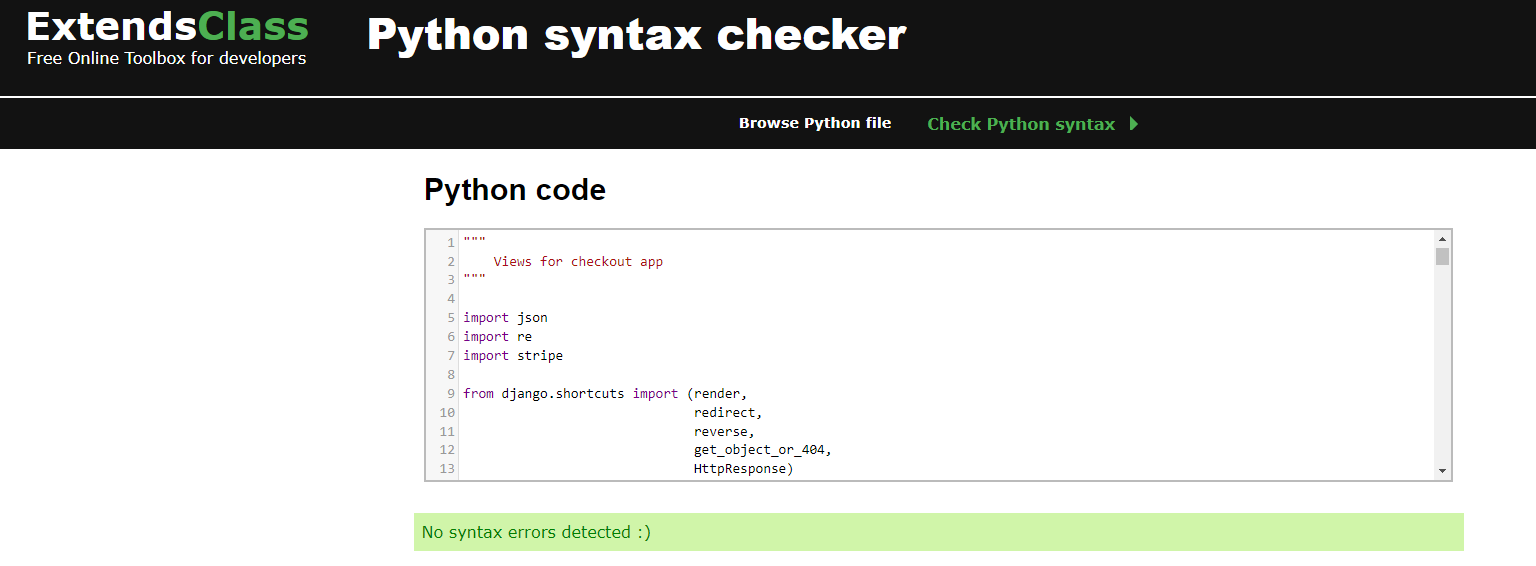 ExtendsClass
Free Online Toolbox for developers
Python syntax checker
Browse Python file
Check Python syntax
Python code
1 """
2     Views for checkout app
3 """
4
5 import json
6 import re
7 import stripe
8
9 from django.shortcuts import (render,
10                               redirect,
11                               reverse,
12                               get_object_or_404,
13                               HttpResponse)
No syntax errors detected :)